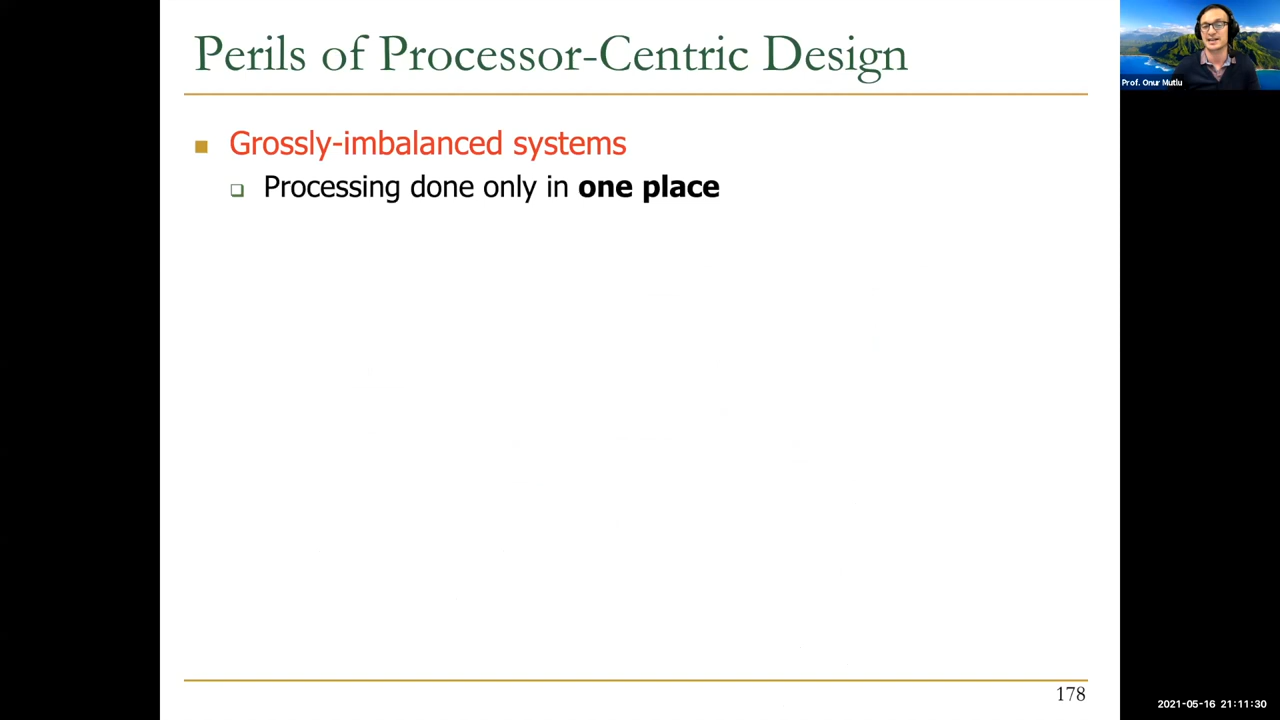 Perils of Processor-Centric Design
Grossly-imbalanced systems
Processing done only in one place
178
Prof. Onur Mutlu
2021-05-16 21:11:30